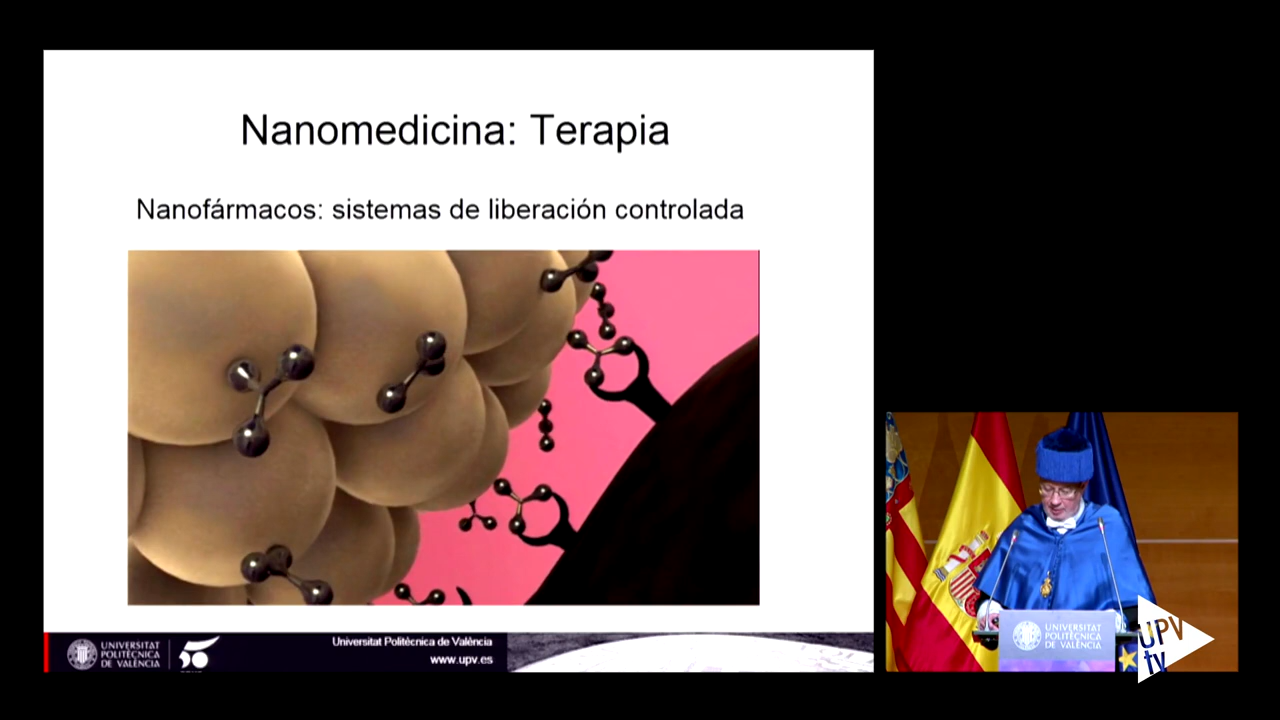 Nanomedicina: Terapia
Nanofármacos: sistemas de liberación controlada
UNIVERSITAT
POLITÈCNICA
DE VALÈNCIA
Universitat Politècnica de València
www.upv.es
UNIVERSITAT
POLITÈCNICA
DE VALÈNCIA
UPV
tv